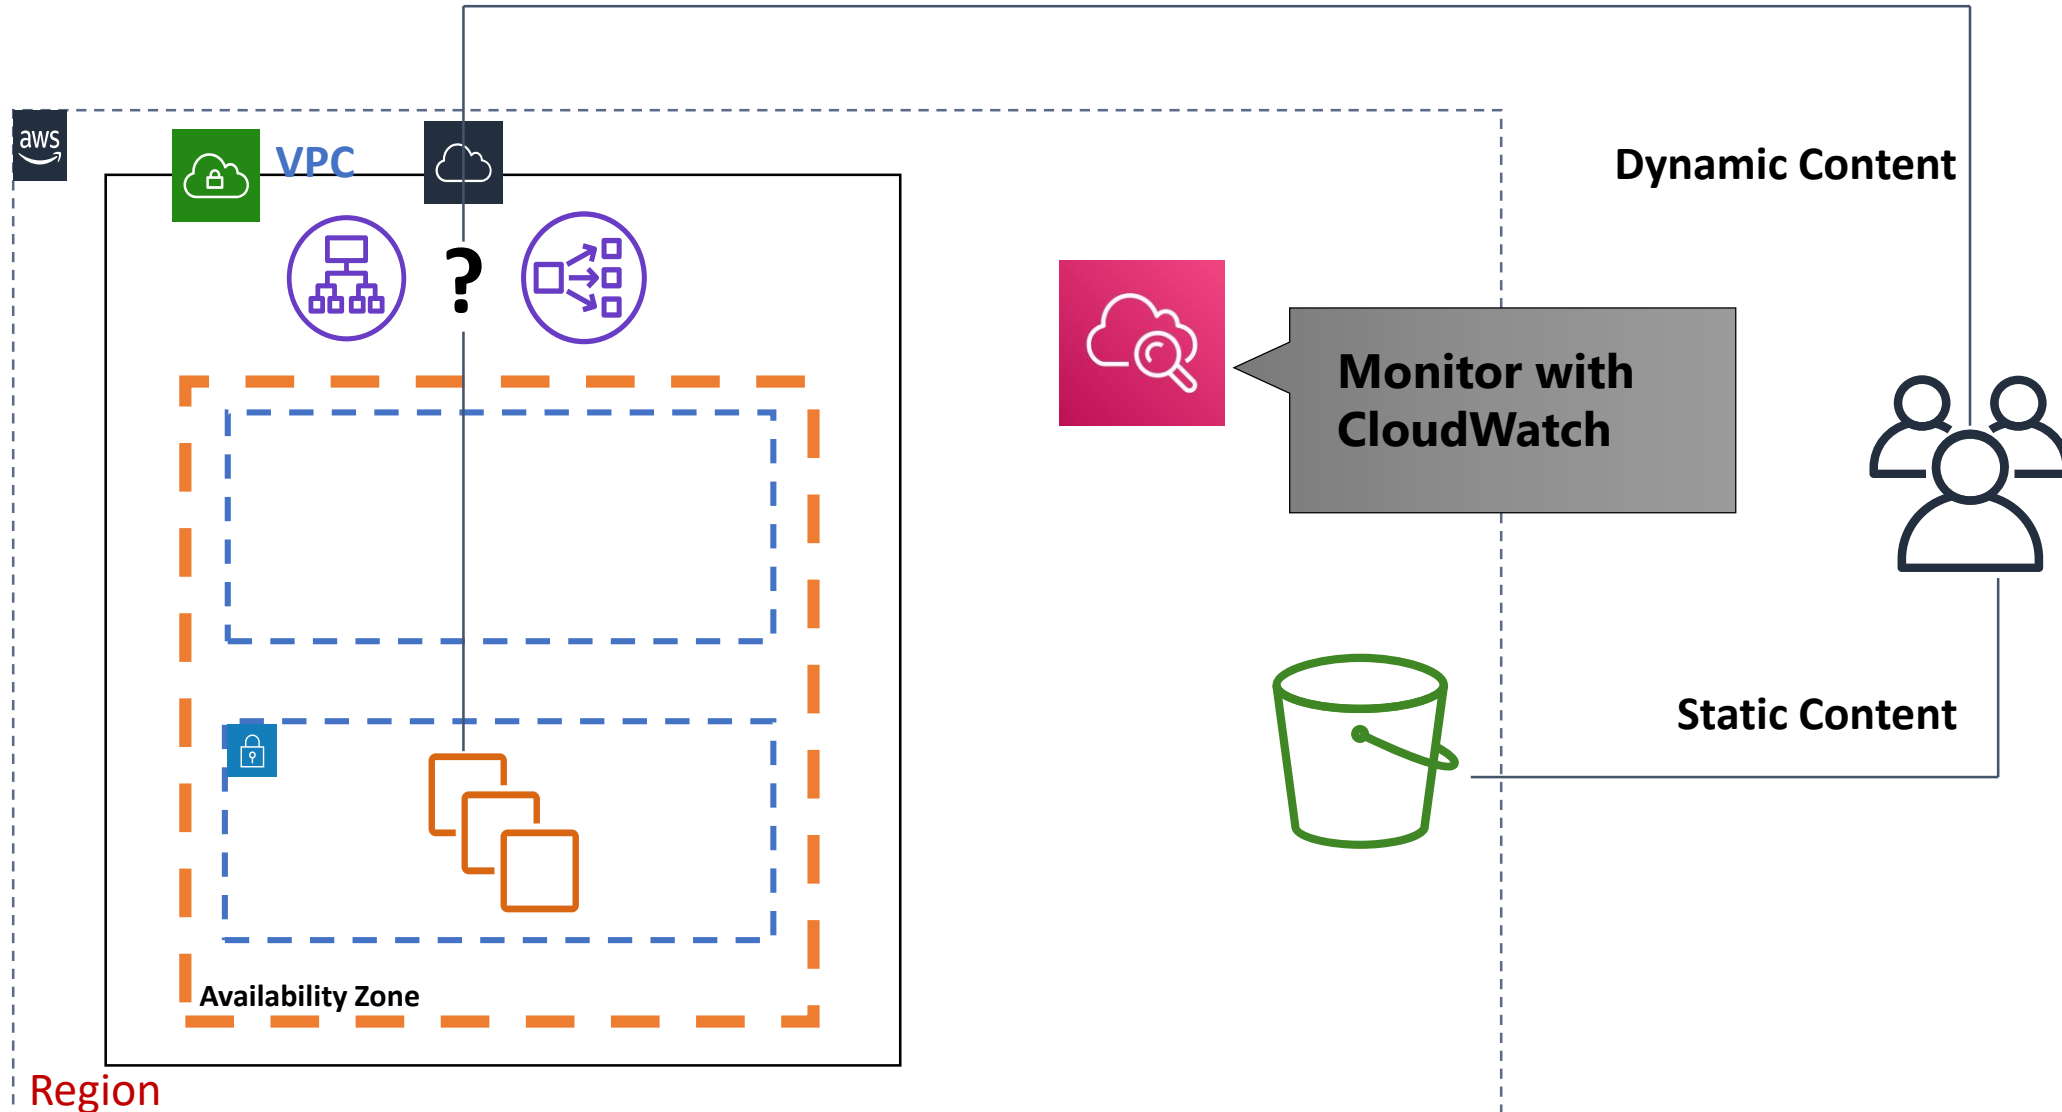 aws
VPC
?
Dynamic Content
Monitor with
CloudWatch
Static Content
Availability Zone
Region